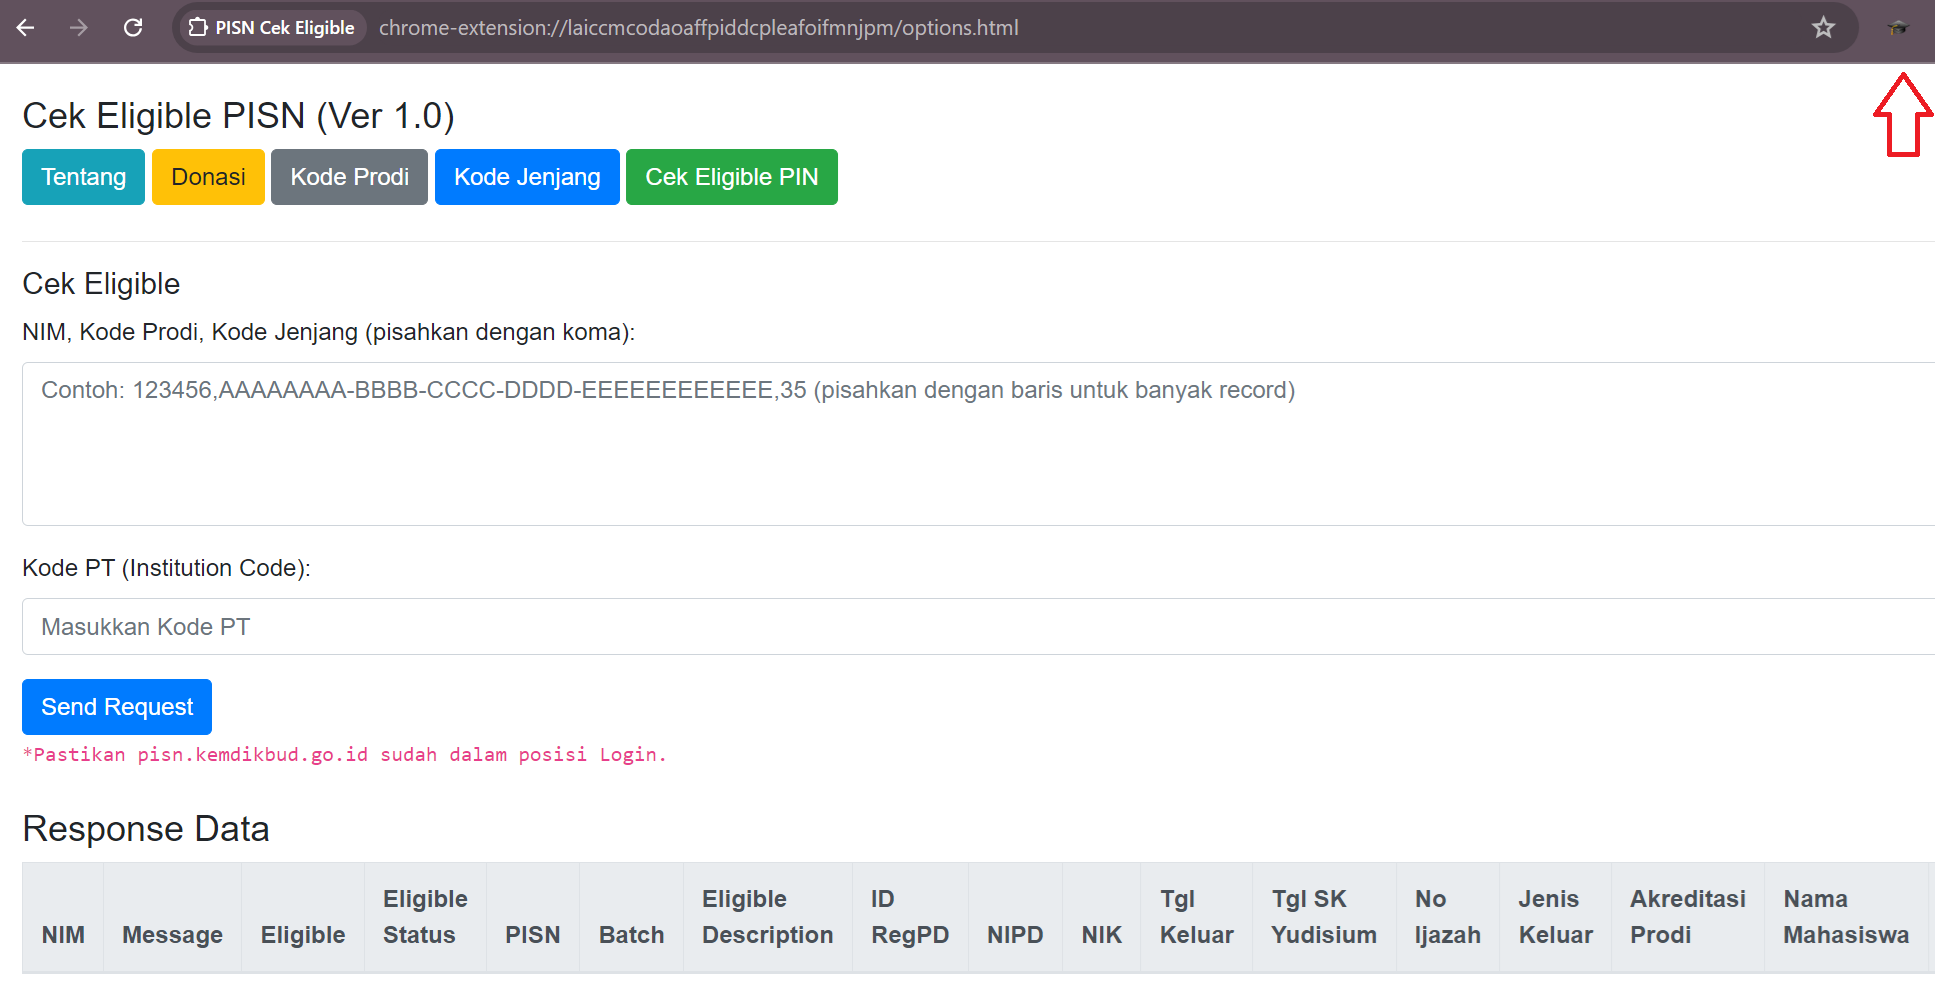 PISN Cek Eligible chrome-extension://laiccmcodaoaffpiddcpleafoifmnjpm/options.html
Cek Eligible PISN (Ver 1.0)
Tentang Donasi Kode Prodi Kode Jenjang Cek Eligible PIN
Cek Eligible
NIM, Kode Prodi, Kode Jenjang (pisahkan dengan koma):
Contoh: 123456,AAAAAAAA-BBBB-CCCC-DDDD-EEEEEEEEEEEE,35 (pisahkan dengan baris untuk banyak record)
Kode PT (Institution Code):
Masukkan Kode PT
Send Request
*Pastikan pisn.kemdikbud.go.id sudah dalam posisi Login.
Response Data
NIM Message Eligible Eligible Status PISN Batch Eligible Description ID RegPD NIPD NIK Tgl Keluar Tgl SK Yudisium No Ijazah Jenis Keluar Akreditasi Prodi Nama Mahasiswa